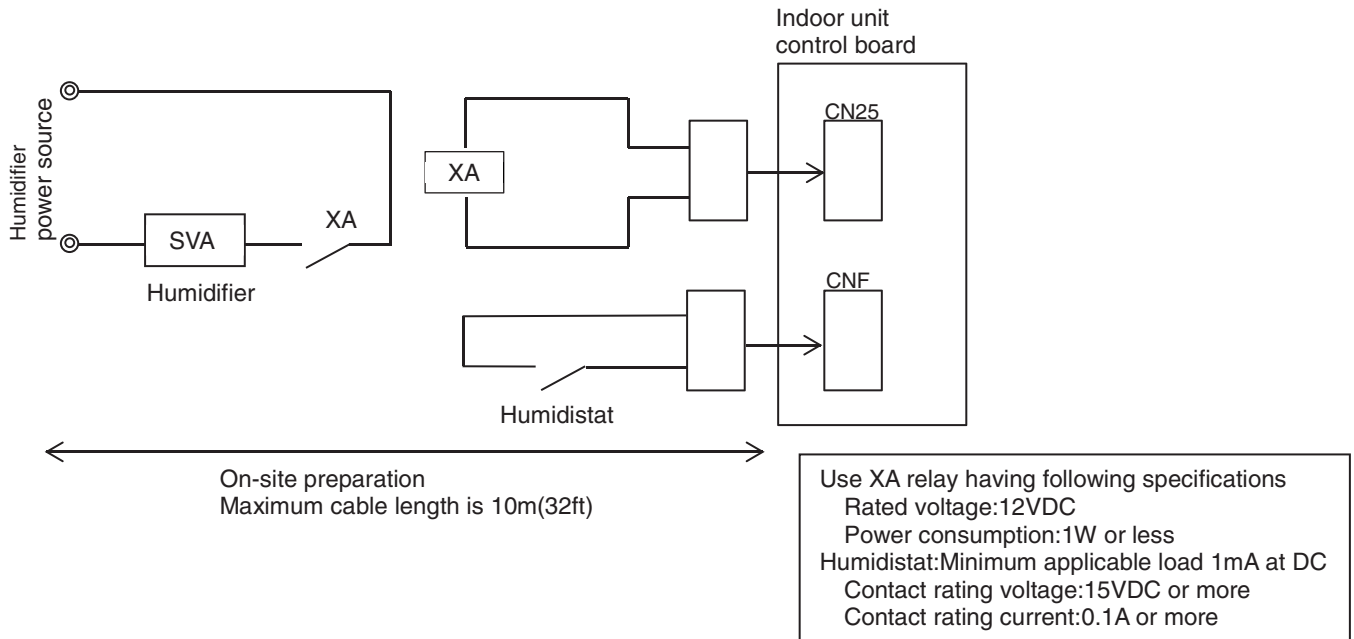 Indoor unit
control board
Humidifier
power source
CN25
XA
XA
SVA
Humidifier
CNF
Humidistat
On-site preparation
Maximum cable length is 10m(32ft)
Use XA relay having following specifications
Rated voltage:12VDC
Power consumption:1W or less
Humidistat:Minimum applicable load 1mA at DC
Contact rating voltage:15VDC or more
Contact rating current:0.1A or more